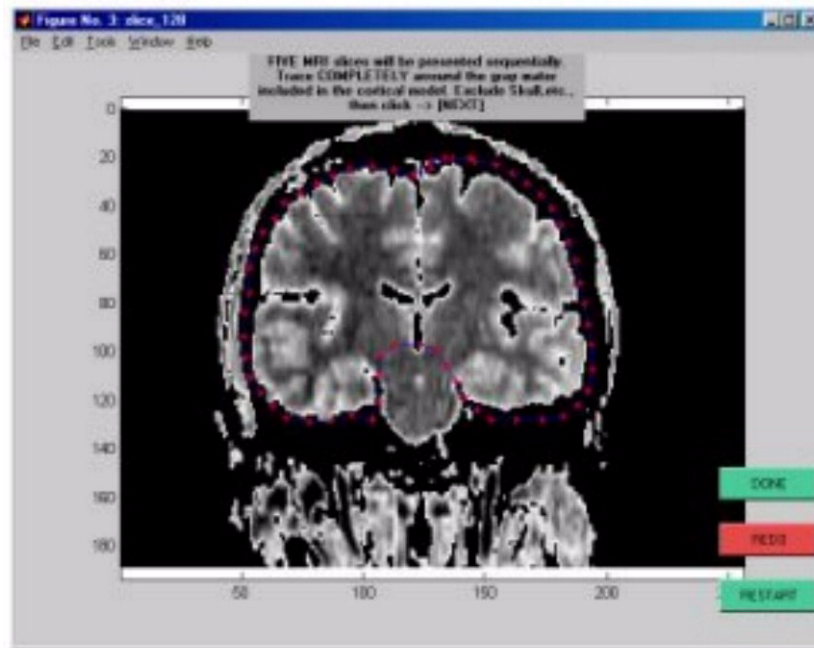 Figure No. 3: slice_128
File Edit Tools Window Help
FIVE MRI slices will be presented sequentially.
Trace COMPLETELY around the gray mater
included in the cortical model. Exclude Skull,etc.,
then click --> [NEXT]
0
20
40
60
80
100
120
140
160
180
50
100
150
200
DONE
REDO
RESTART